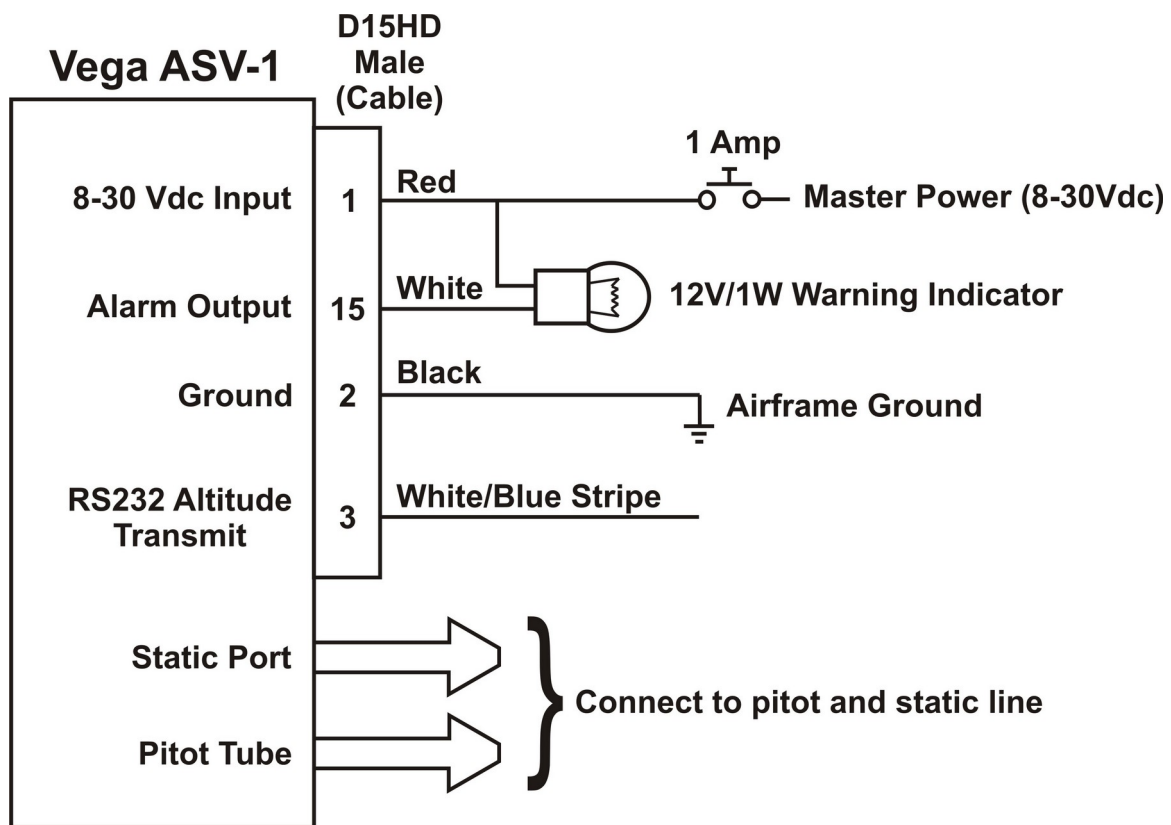 Vega ASV-1
D15HD
Male
(Cable)
8-30 Vdc Input
1
Red
1 Amp
Master Power (8-30Vdc)
Alarm Output
15
White
12V/1W Warning Indicator
Ground
2
Black
Airframe Ground
RS232 Altitude
Transmit
3
White/Blue Stripe
Static Port
Pitot Tube
Connect to pitot and static line